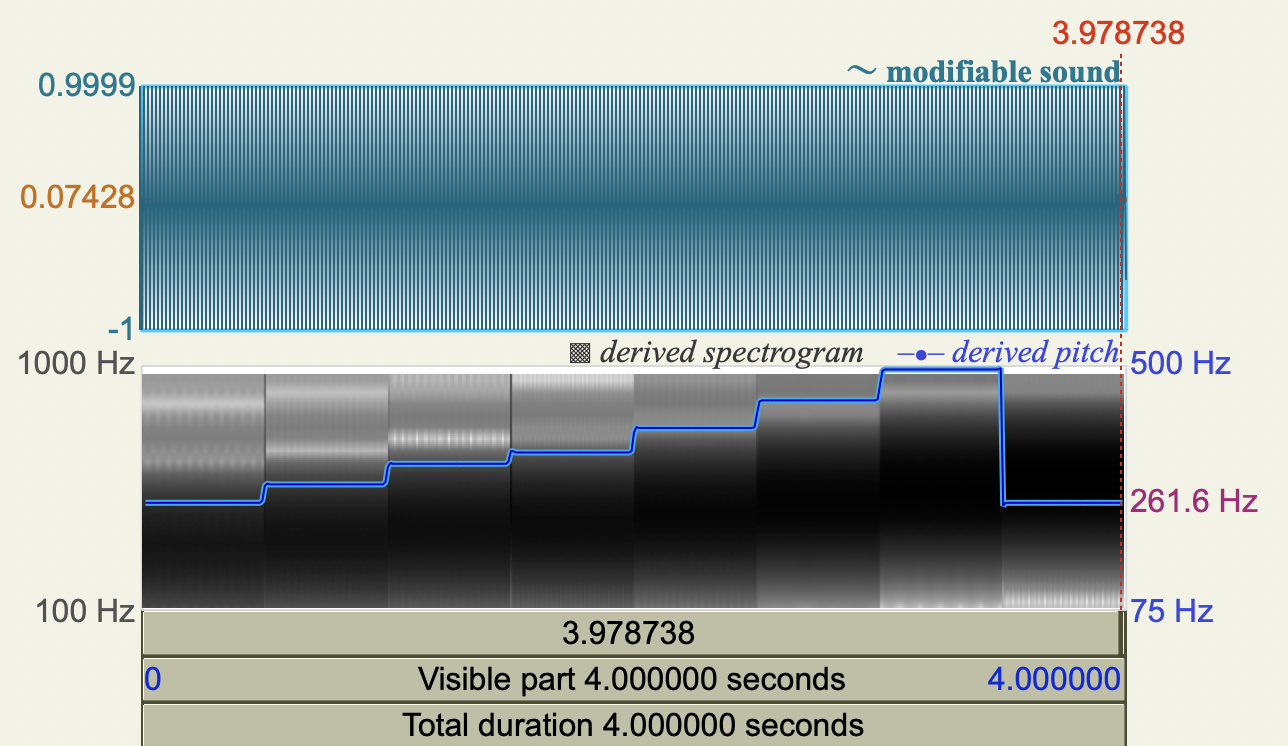 3.978738
~ modifiable sound
0.9999
0.07428
-1
derived spectrogram
derived pitch
1000 Hz
500 Hz
261.6 Hz
100 Hz
75 Hz
3.978738
0
Visible part 4.000000 seconds
4.000000
Total duration 4.000000 seconds